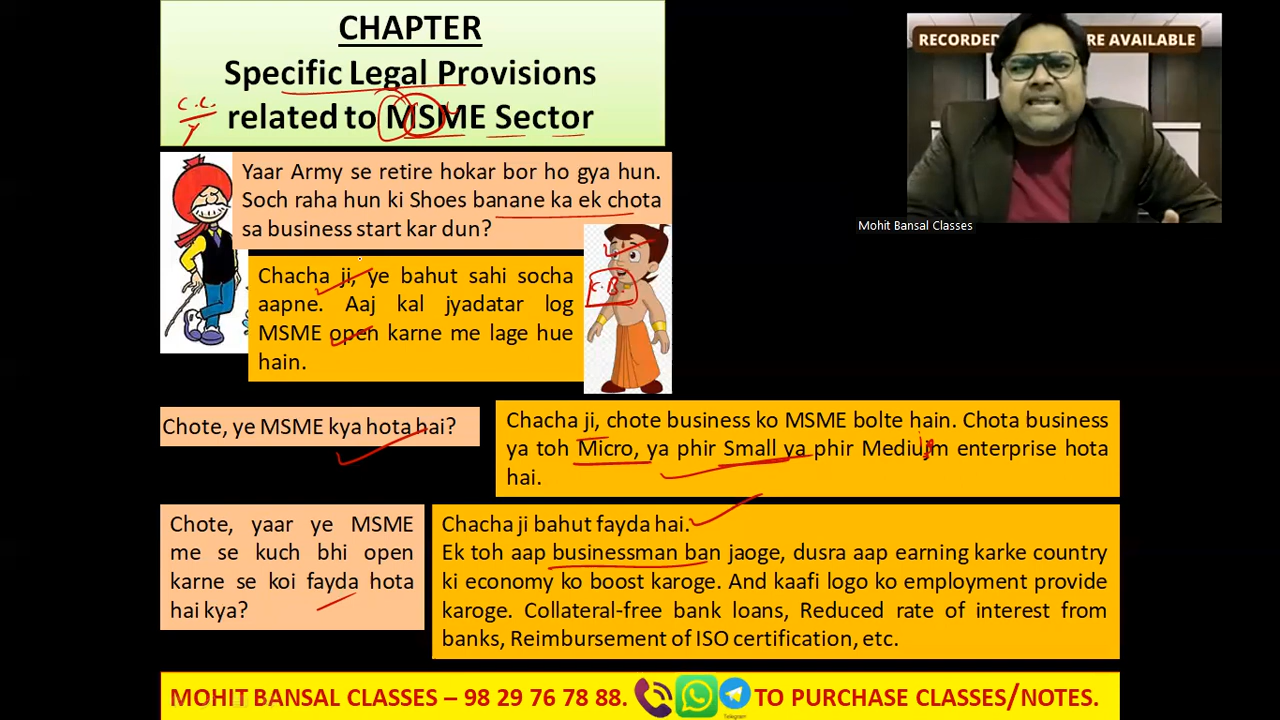 CHAPTER
Specific Legal Provisions
related to MSME Sector
C.C.
RECORDED RE AVAILABLE
Mohit Bansal Classes
Yaar Army se retire hokar bor ho gya hun.
Soch raha hun ki Shoes banane ka ek chota
sa business start kar dun?
Chacha ji, ye bahut sahi socha
aapne. Aaj kal jyadatar log
MSME open karne me lage hue
hain.
C.B.
Chote, ye MSME kya hota hai?
Chacha ji, chote business ko MSME bolte hain. Chota business
ya toh Micro, ya phir Small ya phir Medium enterprise hota
hai.
Chote, yaar ye MSME
me se kuch bhi open
karne se koi fayda hota
hai kya?
Chacha ji bahut fayda hai.
Ek toh aap businessman ban jaoge, dusra aap earning karke country
ki economy ko boost karoge. And kaafi logo ko employment provide
karoge. Collateral-free bank loans, Reduced rate of interest from
banks, Reimbursement of ISO certification, etc.
MOHIT BANSAL CLASSES – 98 29 76 78 88. TO PURCHASE CLASSES/NOTES.
Telegram